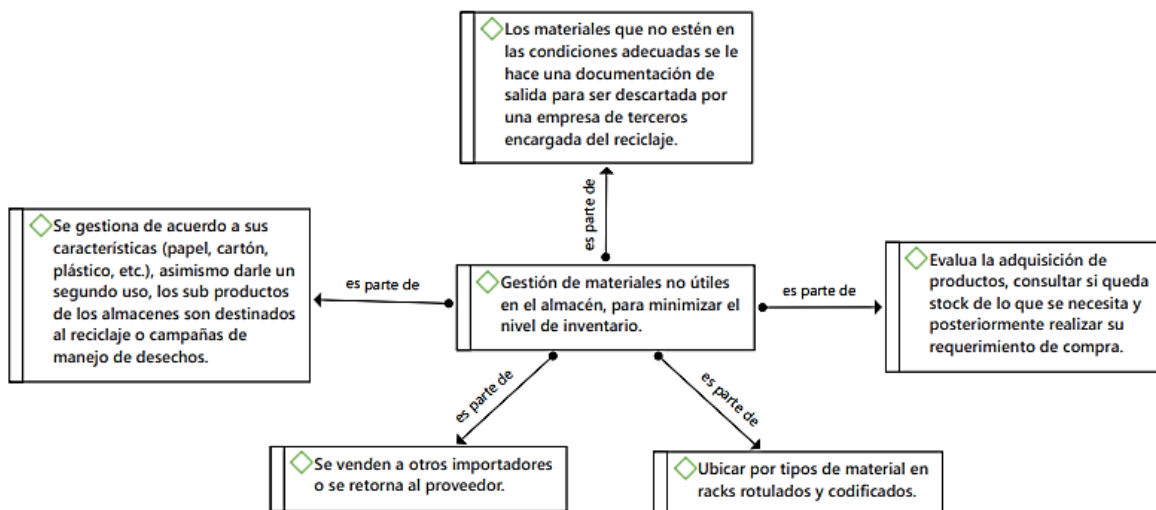 Los materiales que no estén en
las condiciones adecuadas se le
hace una documentación de
salida para ser descartada por
una empresa de terceros
encargada del reciclaje.
es parte de
Se gestiona de acuerdo a sus
características (papel, cartón,
plástico, etc.), asimismo darle un
segundo uso, los sub productos
de los almacenes son destinados
al reciclaje o campañas de
manejo de desechos.
es parte de
Gestión de materiales no útiles
en el almacén, para minimizar el
nivel de inventario.
es parte de
Evalua la adquisición de
productos, consultar si queda
stock de lo que se necesita y
posteriormente realizar su
requerimiento de compra.
es parte de
es parte de
Se venden a otros importadores
o se retorna al proveedor.
Ubicar por tipos de material en
racks rotulados y codificados.